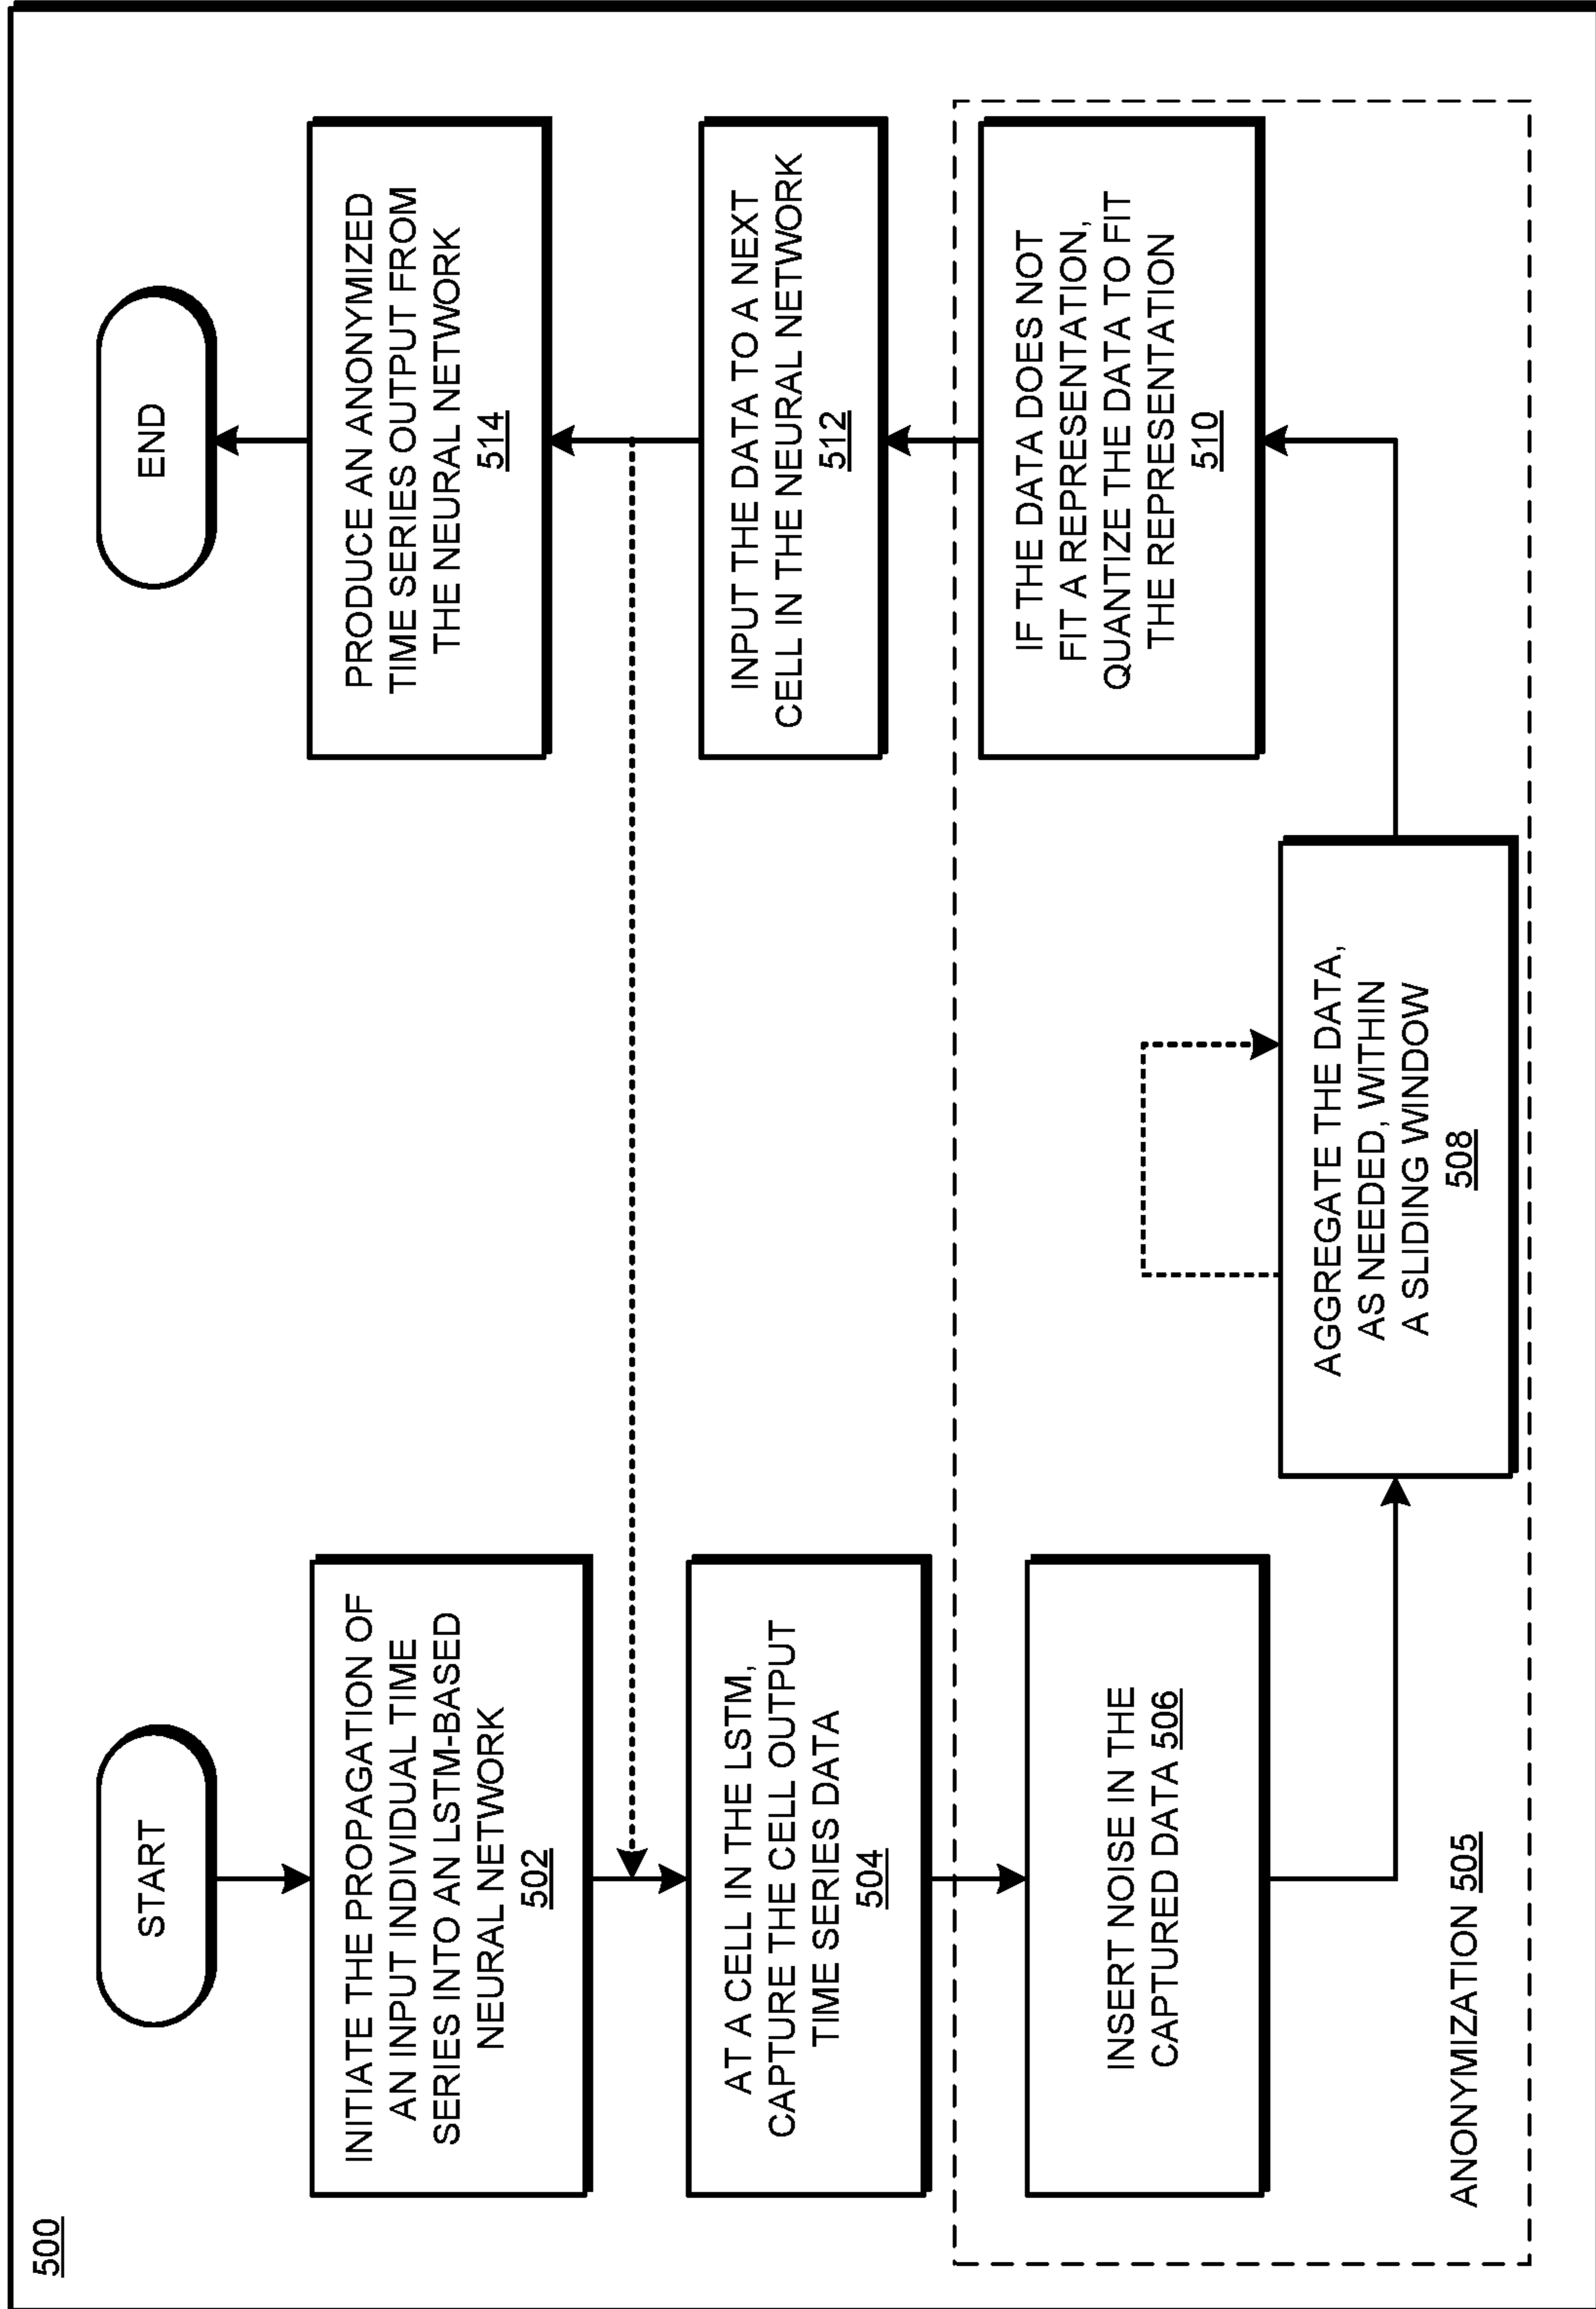 500
START
INITIATE THE PROPAGATION OF
AN INPUT INDIVIDUAL TIME
SERIES INTO AN LSTM-BASED
NEURAL NETWORK
502
AT A CELL IN THE LSTM,
CAPTURE THE CELL OUTPUT
TIME SERIES DATA
504
INSERT NOISE IN THE
CAPTURED DATA 506
ANONYMIZATION 505
AGGREGATE THE DATA,
AS NEEDED, WITHIN
A SLIDING WINDOW
508
IF THE DATA DOES NOT
FIT A REPRESENTATION,
QUANTIZE THE DATA TO FIT
THE REPRESENTATION
510
INPUT THE DATA TO A NEXT
CELL IN THE NEURAL NETWORK
512
PRODUCE AN ANONYMIZED
TIME SERIES OUTPUT FROM
THE NEURAL NETWORK
514
END